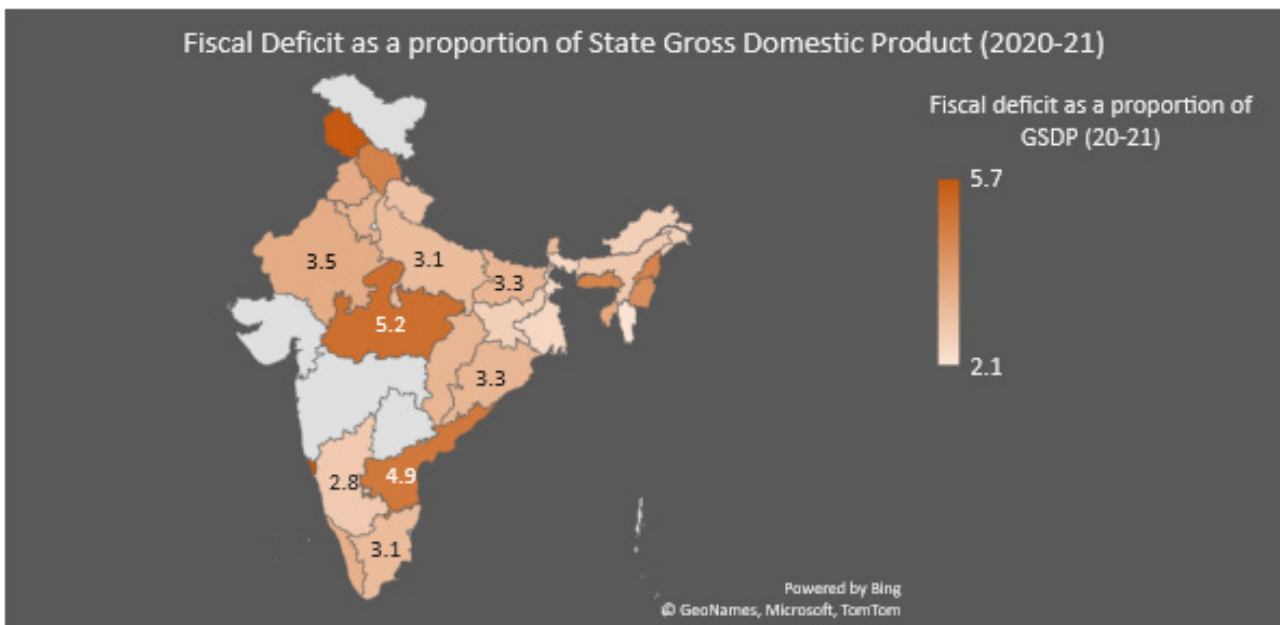 Fiscal Deficit as a proportion of State Gross Domestic Product (2020-21)
Fiscal deficit as a proportion of
GSDP (20-21)
5.7
2.1
3.5
3.1
3.3
5.2
3.3
2.8
4.9
3.1
Powered by Bing
© GeoNames, Microsoft, TomTom